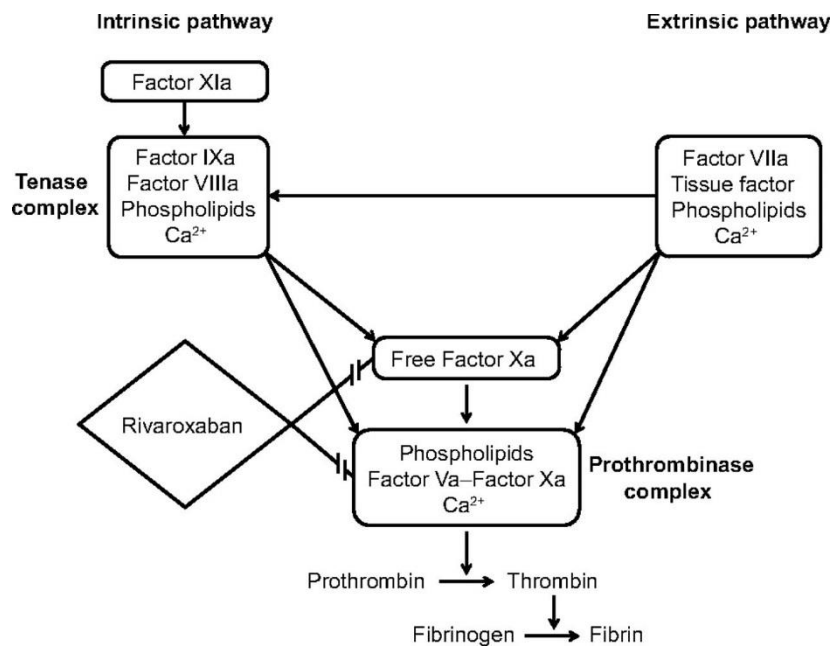 Intrinsic pathway
Extrinsic pathway
Factor XIa
Tenase
complex
Factor IXa
Factor VIIIa
Phospholipids
Ca²⁺
Factor VIIa
Tissue factor
Phospholipids
Ca²⁺
Free Factor Xa
Rivaroxaban
Phospholipids
Factor Va–Factor Xa
Ca²⁺
Prothrombinase
complex
Prothrombin
Thrombin
Fibrinogen
Fibrin